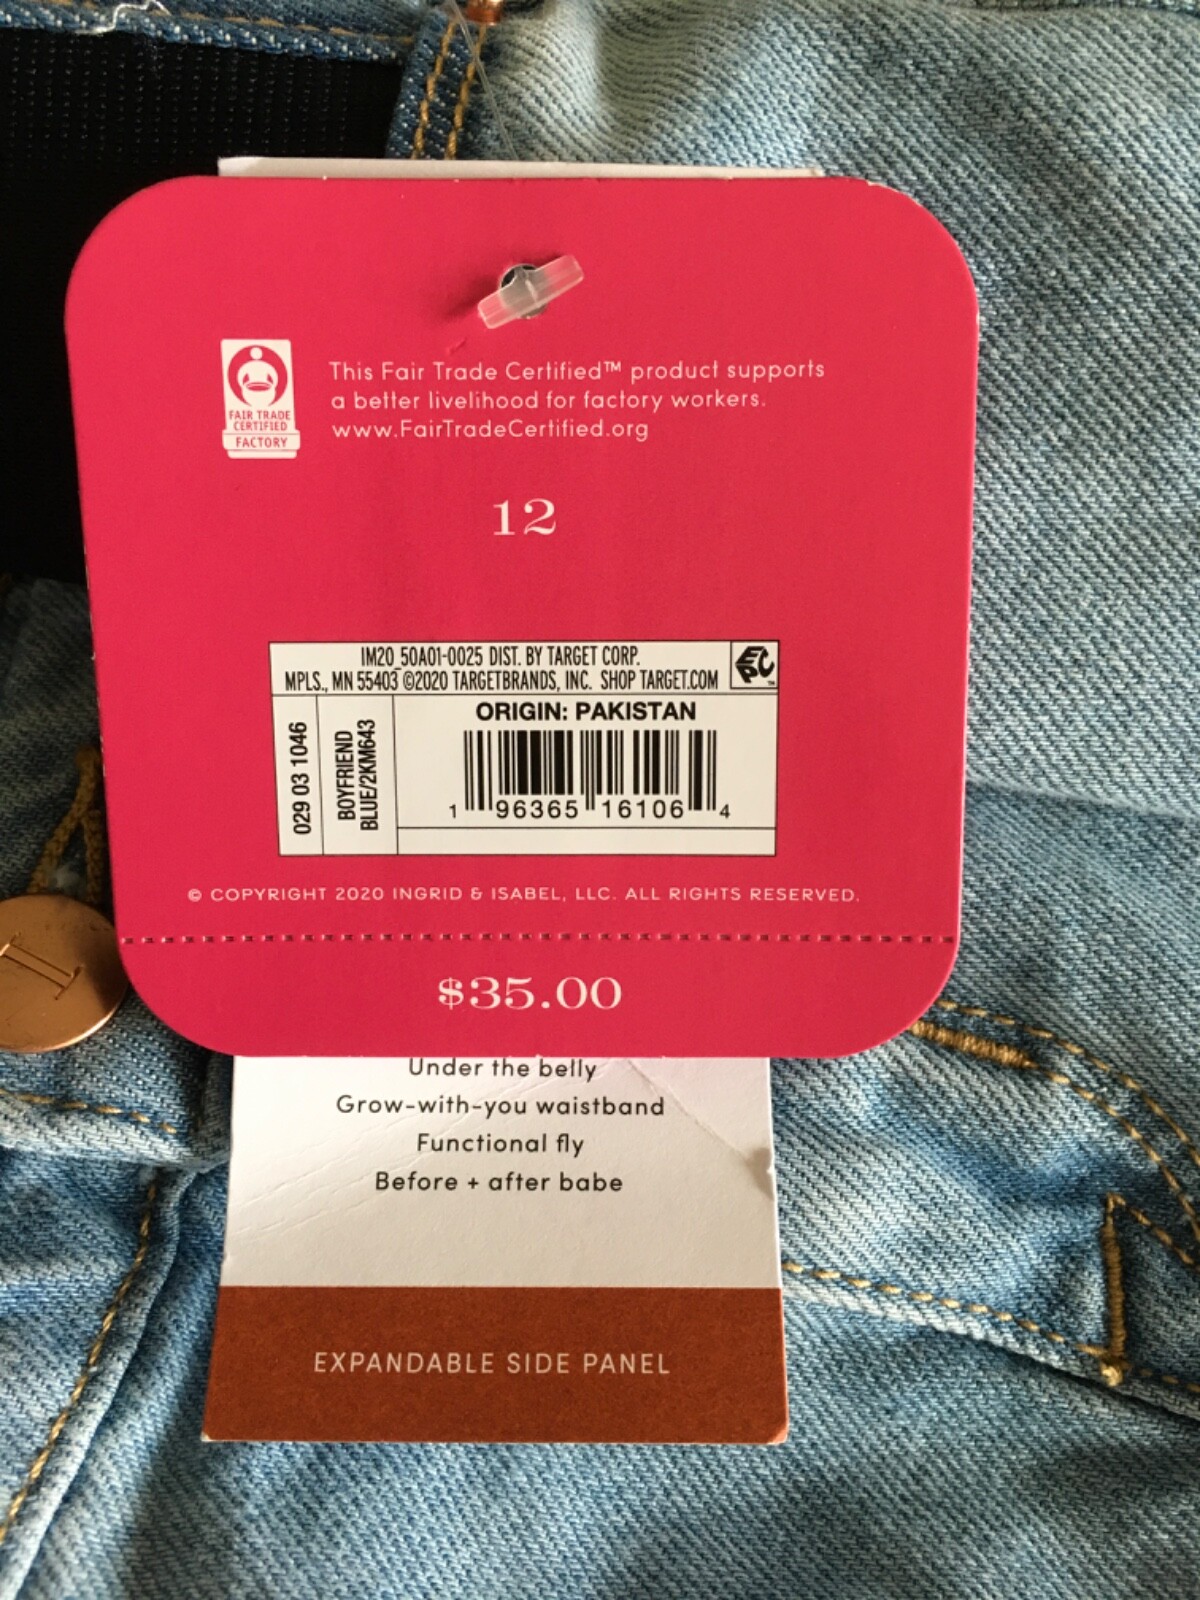 This Fair Trade Certified™ product supports
a better livelihood for factory workers.
www.FairTradeCertified.org
FAIR TRADE
CERTIFIED
FACTORY
12
IM20_50A01-0025 DIST. BY TARGET CORP.
MPLS., MN 55403 ©2020 TARGETBRANDS, INC. SHOP TARGET.COM
EPC™
029 03 1046
BOYFRIEND
BLUE/2KM643
ORIGIN: PAKISTAN
1 96365 16106 4
© COPYRIGHT 2020 INGRID & ISABEL, LLC. ALL RIGHTS RESERVED.
$35.00
I
Under the belly
Grow-with-you waistband
Functional fly
Before + after babe
EXPANDABLE SIDE PANEL